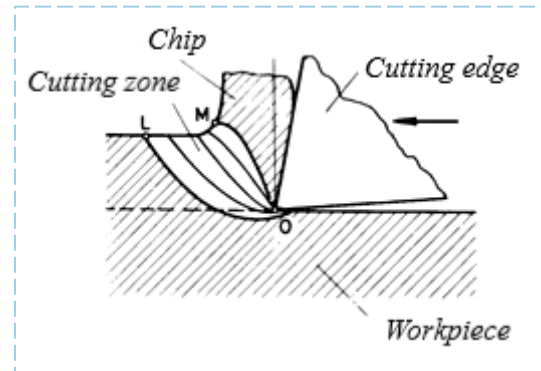 Chip
Cutting zone
Cutting edge
L
M
O
Workpiece